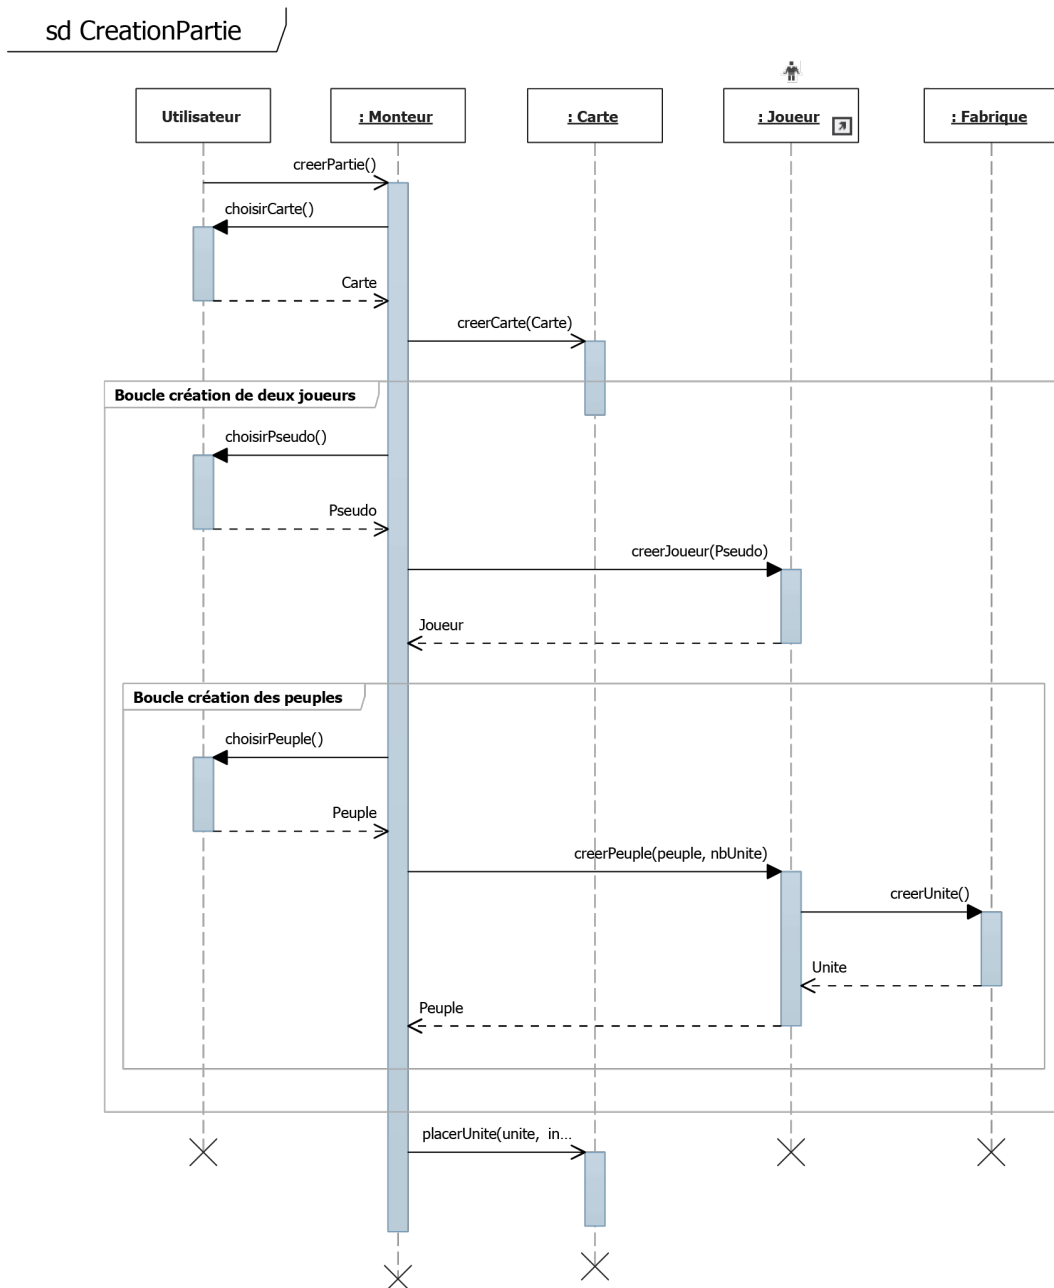 sd CreationPartie
Utilisateur
: Monteur
: Carte
: Joueur
: Fabrique
creerPartie()
choisirCarte()
Carte
creerCarte(Carte)
Boucle création de deux joueurs
choisirPseudo()
Pseudo
creerJoueur(Pseudo)
Joueur
Boucle création des peuples
choisirPeuple()
Peuple
creerPeuple(peuple, nbUnite)
creerUnite()
Unite
Peuple
placerUnite(unite, in...